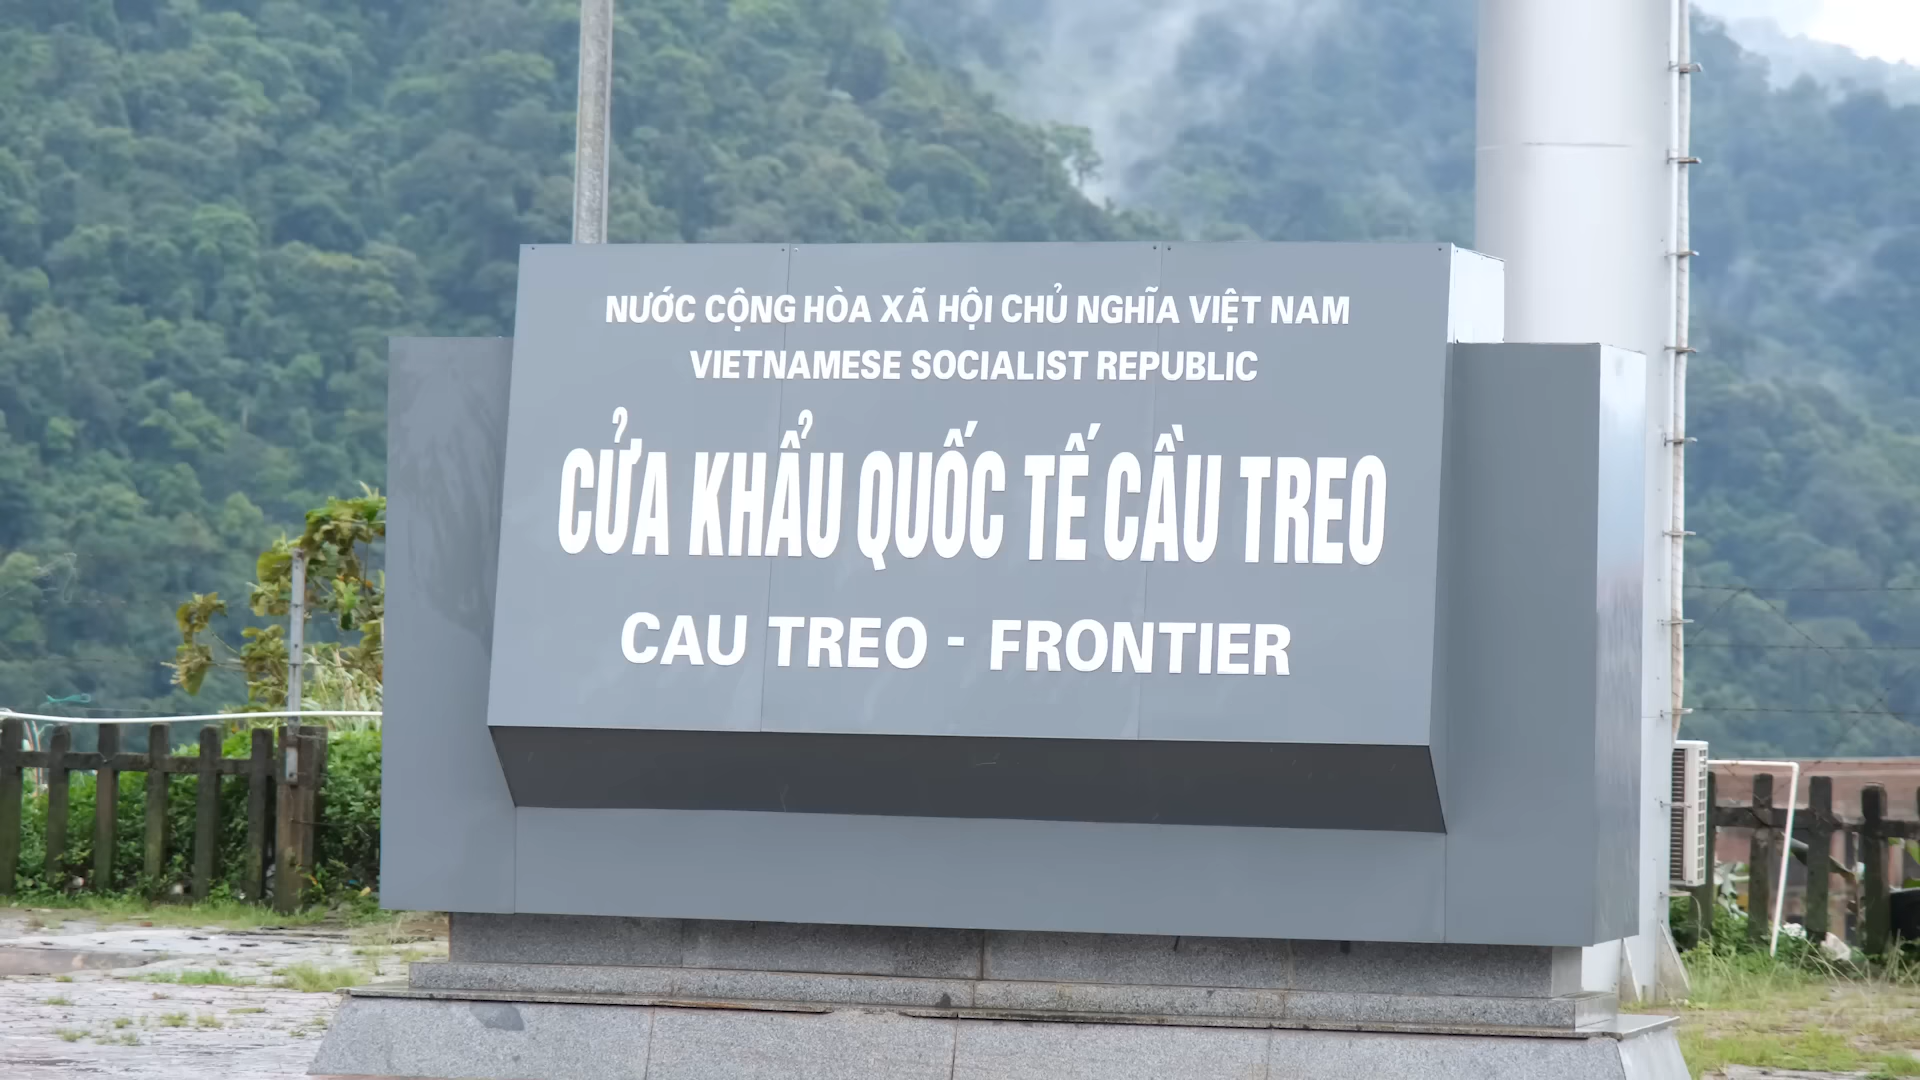 NƯỚC CỘNG HÒA XÃ HỘI CHỦ NGHĨA VIỆT NAM
VIETNAMESE SOCIALIST REPUBLIC
CỬA KHẨU QUỐC TẾ CẦU TREO
CAU TREO - FRONTIER